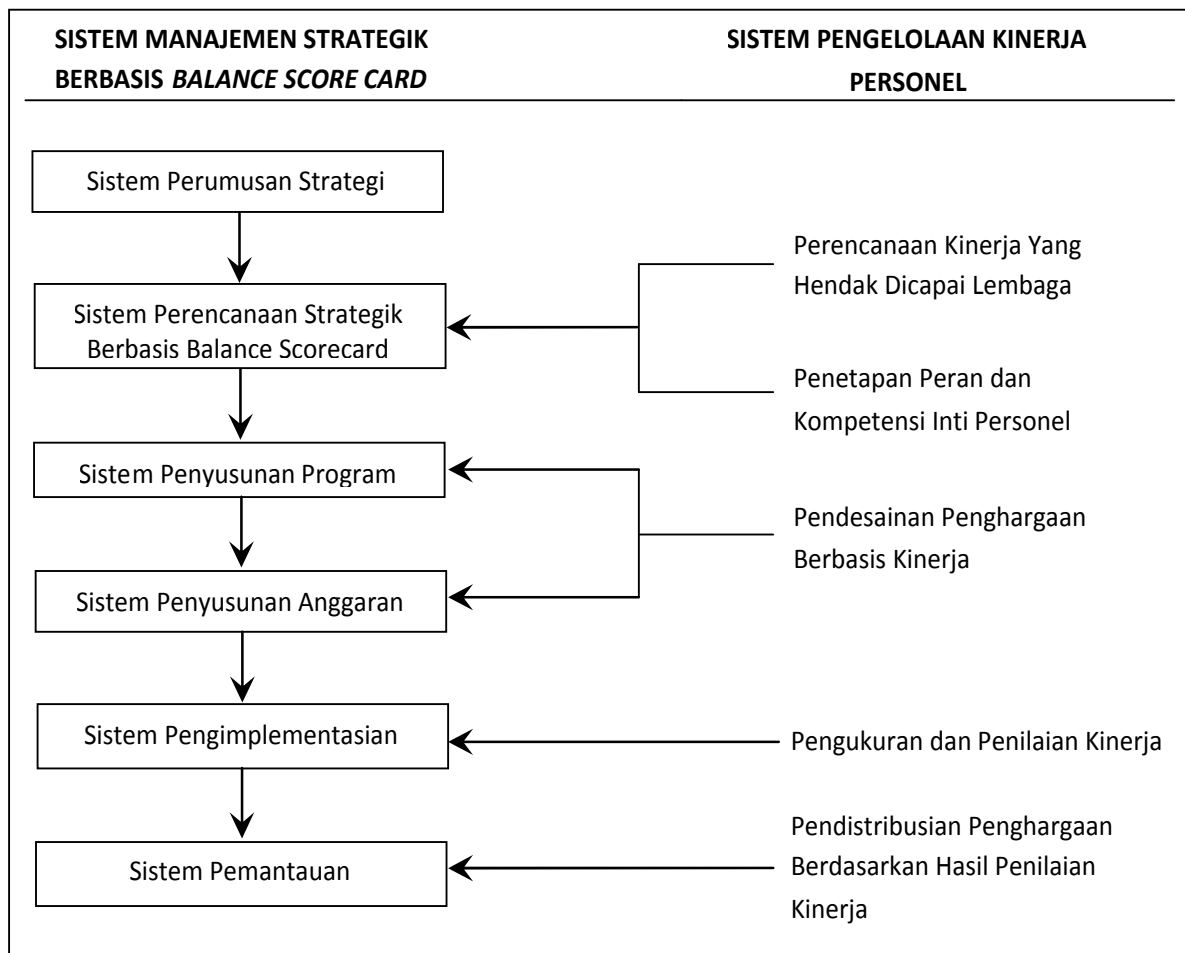 SISTEM MANAJEMEN STRATEGIK
BERBASIS BALANCE SCORE CARD
SISTEM PENGELOLAAN KINERJA
PERSONEL
Sistem Perumusan Strategi
Sistem Perencanaan Strategik
Berbasis Balance Scorecard
Sistem Penyusunan Program
Sistem Penyusunan Anggaran
Sistem Pengimplementasian
Sistem Pemantauan
Perencanaan Kinerja Yang
Hendak Dicapai Lembaga
Penetapan Peran dan
Kompetensi Inti Personel
Pendesainan Penghargaan
Berbasis Kinerja
Pengukuran dan Penilaian Kinerja
Pendistribusian Penghargaan
Berdasarkan Hasil Penilaian
Kinerja